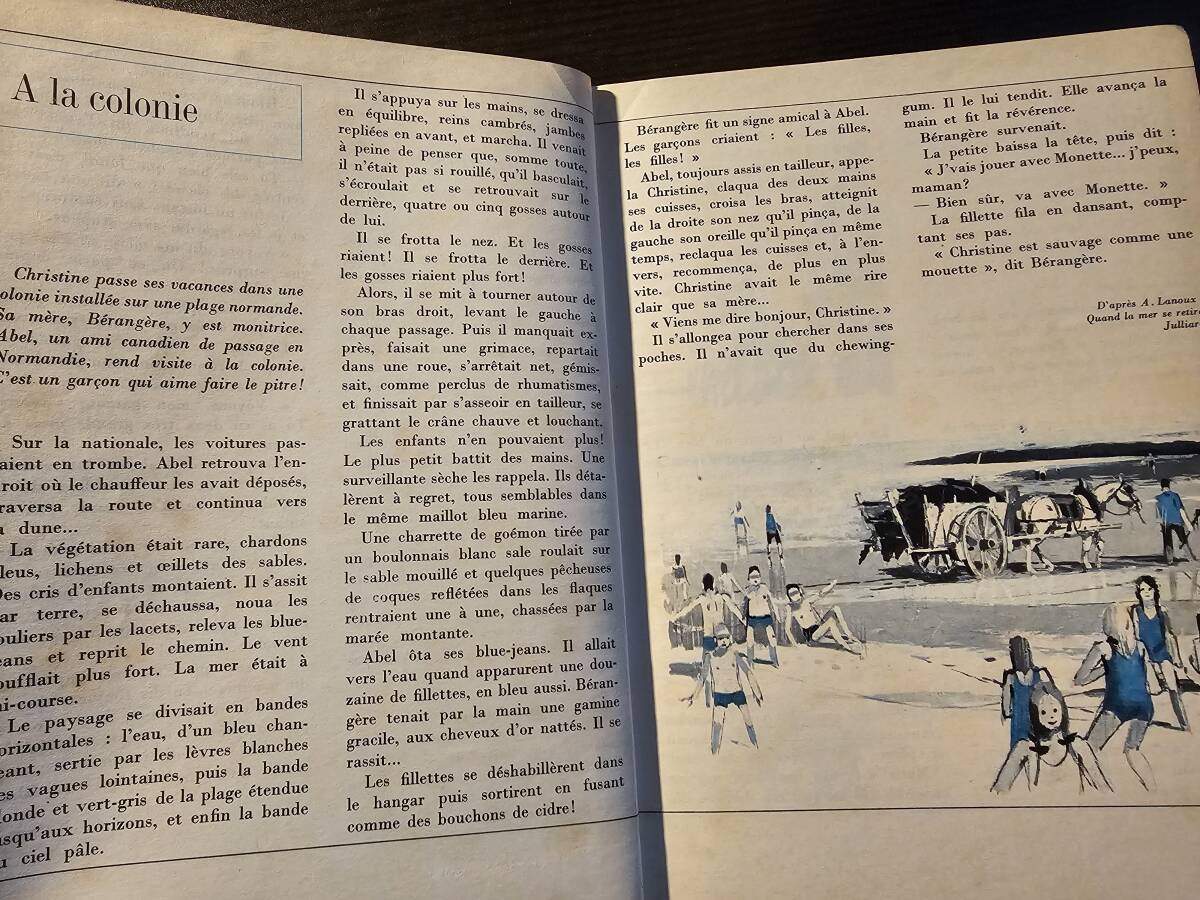 A la colonie
Christine passe ses vacances dans une
olonie installée sur une plage normande.
Sa mère, Bérangère, y est monitrice.
Abel, un ami canadien de passage en
Normandie, rend visite à la colonie.
C'est un garçon qui aime faire le pitre!
Sur la nationale, les voitures pas-
aient en trombe. Abel retrouva l'en-
droit où le chauffeur les avait déposés,
raversa la route et continua vers
a dune...
La végétation était rare, chardons
leus, lichens et œillets des sables.
Des cris d'enfants montaient. Il s'assit
ar terre, se déchaussa, noua les
ouliers par les lacets, releva les blue-
eans et reprit le chemin. Le vent
oufflait plus fort. La mer était à
i-course.
Le paysage se divisait en bandes
orizontales : l'eau, d'un bleu chan-
eant, sertie par les lèvres blanches
es vagues lointaines, puis la bande
londe et vert-gris de la plage étendue
usqu'aux horizons, et enfin la bande
u ciel pâle.
Il s'appuya sur les mains, se dressa
en équilibre, reins cambrés, jambes
repliées en avant, et marcha. Il venait
à peine de penser que, somme toute,
il n'était pas si rouillé, qu'il basculait,
s'écroulait et se retrouvait sur le
derrière, quatre ou cinq gosses autour
de lui.
Il se frotta le nez. Et les gosses
riaient! Il se frotta le derrière. Et
les gosses riaient plus fort!
Alors, il se mit à tourner autour de
son bras droit, levant le gauche à
chaque passage. Puis il manquait ex-
près, faisait une grimace, repartait
dans une roue, s'arrêtait net, gémis-
sait, comme perclus de rhumatismes,
et finissait par s'asseoir en tailleur, se
grattant le crâne chauve et louchant.
Les enfants n'en pouvaient plus!
Le plus petit battit des mains. Une
surveillante sèche les rappela. Ils déta-
lèrent à regret, tous semblables dans
le même maillot bleu marine.
Une charrette de goémon tirée par
un boulonnais blanc sale roulait sur
le sable mouillé et quelques pêcheuses
de coques reflétées dans les flaques
rentraient une à une, chassées par la
marée montante.
Abel ôta ses blue-jeans. Il allait
vers l'eau quand apparurent une dou-
zaine de fillettes, en bleu aussi. Béran-
gère tenait par la main une gamine
gracile, aux cheveux d'or nattés. Il se
rassit...
Les fillettes se déshabillèrent dans
le hangar puis sortirent en fusant
comme des bouchons de cidre!
Bérangère fit un signe amical à Abel.
Les garçons criaient : « Les filles,
les filles! »
Abel, toujours assis en tailleur, appe-
la Christine, claqua des deux mains
ses cuisses, croisa les bras, atteignit
de la droite son nez qu'il pinça, de la
gauche son oreille qu'il pinça en même
temps, reclaqua les cuisses et, à l'en-
vers, recommença, de plus en plus
vite. Christine avait le même rire
clair que sa mère...
« Viens me dire bonjour, Christine. »
Il s'allongea pour chercher dans ses
poches. Il n'avait que du chewing-
gum. Il le lui tendit. Elle avança la
main et fit la révérence.
Bérangère survenait.
La petite baissa la tête, puis dit :
« J'vais jouer avec Monette... j'peux,
maman?
— Bien sûr, va avec Monette. »
La fillette fila en dansant, comp-
tant ses pas.
« Christine est sauvage comme une
mouette », dit Bérangère.
D'après A. Lanoux
Quand la mer se retire
Julliar